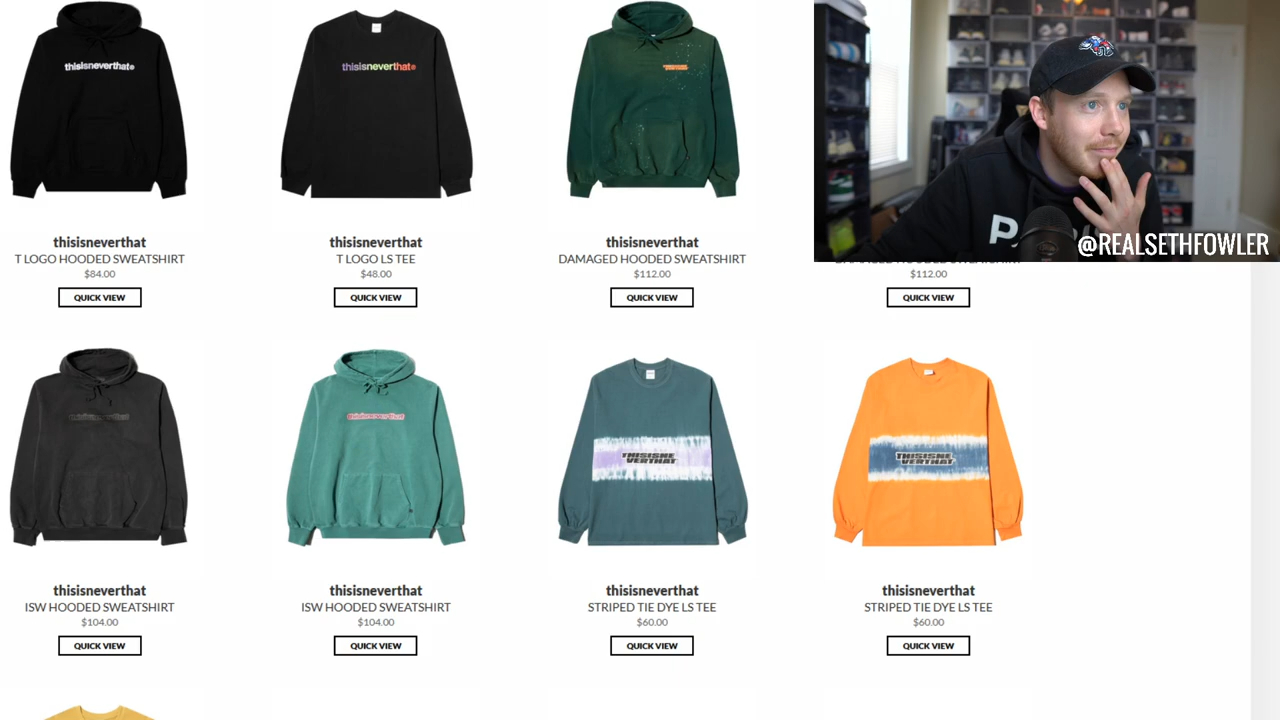 thisisneverthat
thisisneverthat
@REALSETHFOWLER
thisisneverthat
T LOGO HOODED SWEATSHIRT
$84.00
QUICK VIEW
thisisneverthat
T LOGO LS TEE
$48.00
QUICK VIEW
thisisneverthat
DAMAGED HOODED SWEATSHIRT
$112.00
QUICK VIEW
$112.00
QUICK VIEW
thisisneverthat
THISISNE
VERTHAT
THISISNE
VERTHAT
thisisneverthat
ISW HOODED SWEATSHIRT
$104.00
QUICK VIEW
thisisneverthat
ISW HOODED SWEATSHIRT
$104.00
QUICK VIEW
thisisneverthat
STRIPED TIE DYE LS TEE
$60.00
QUICK VIEW
thisisneverthat
STRIPED TIE DYE LS TEE
$60.00
QUICK VIEW